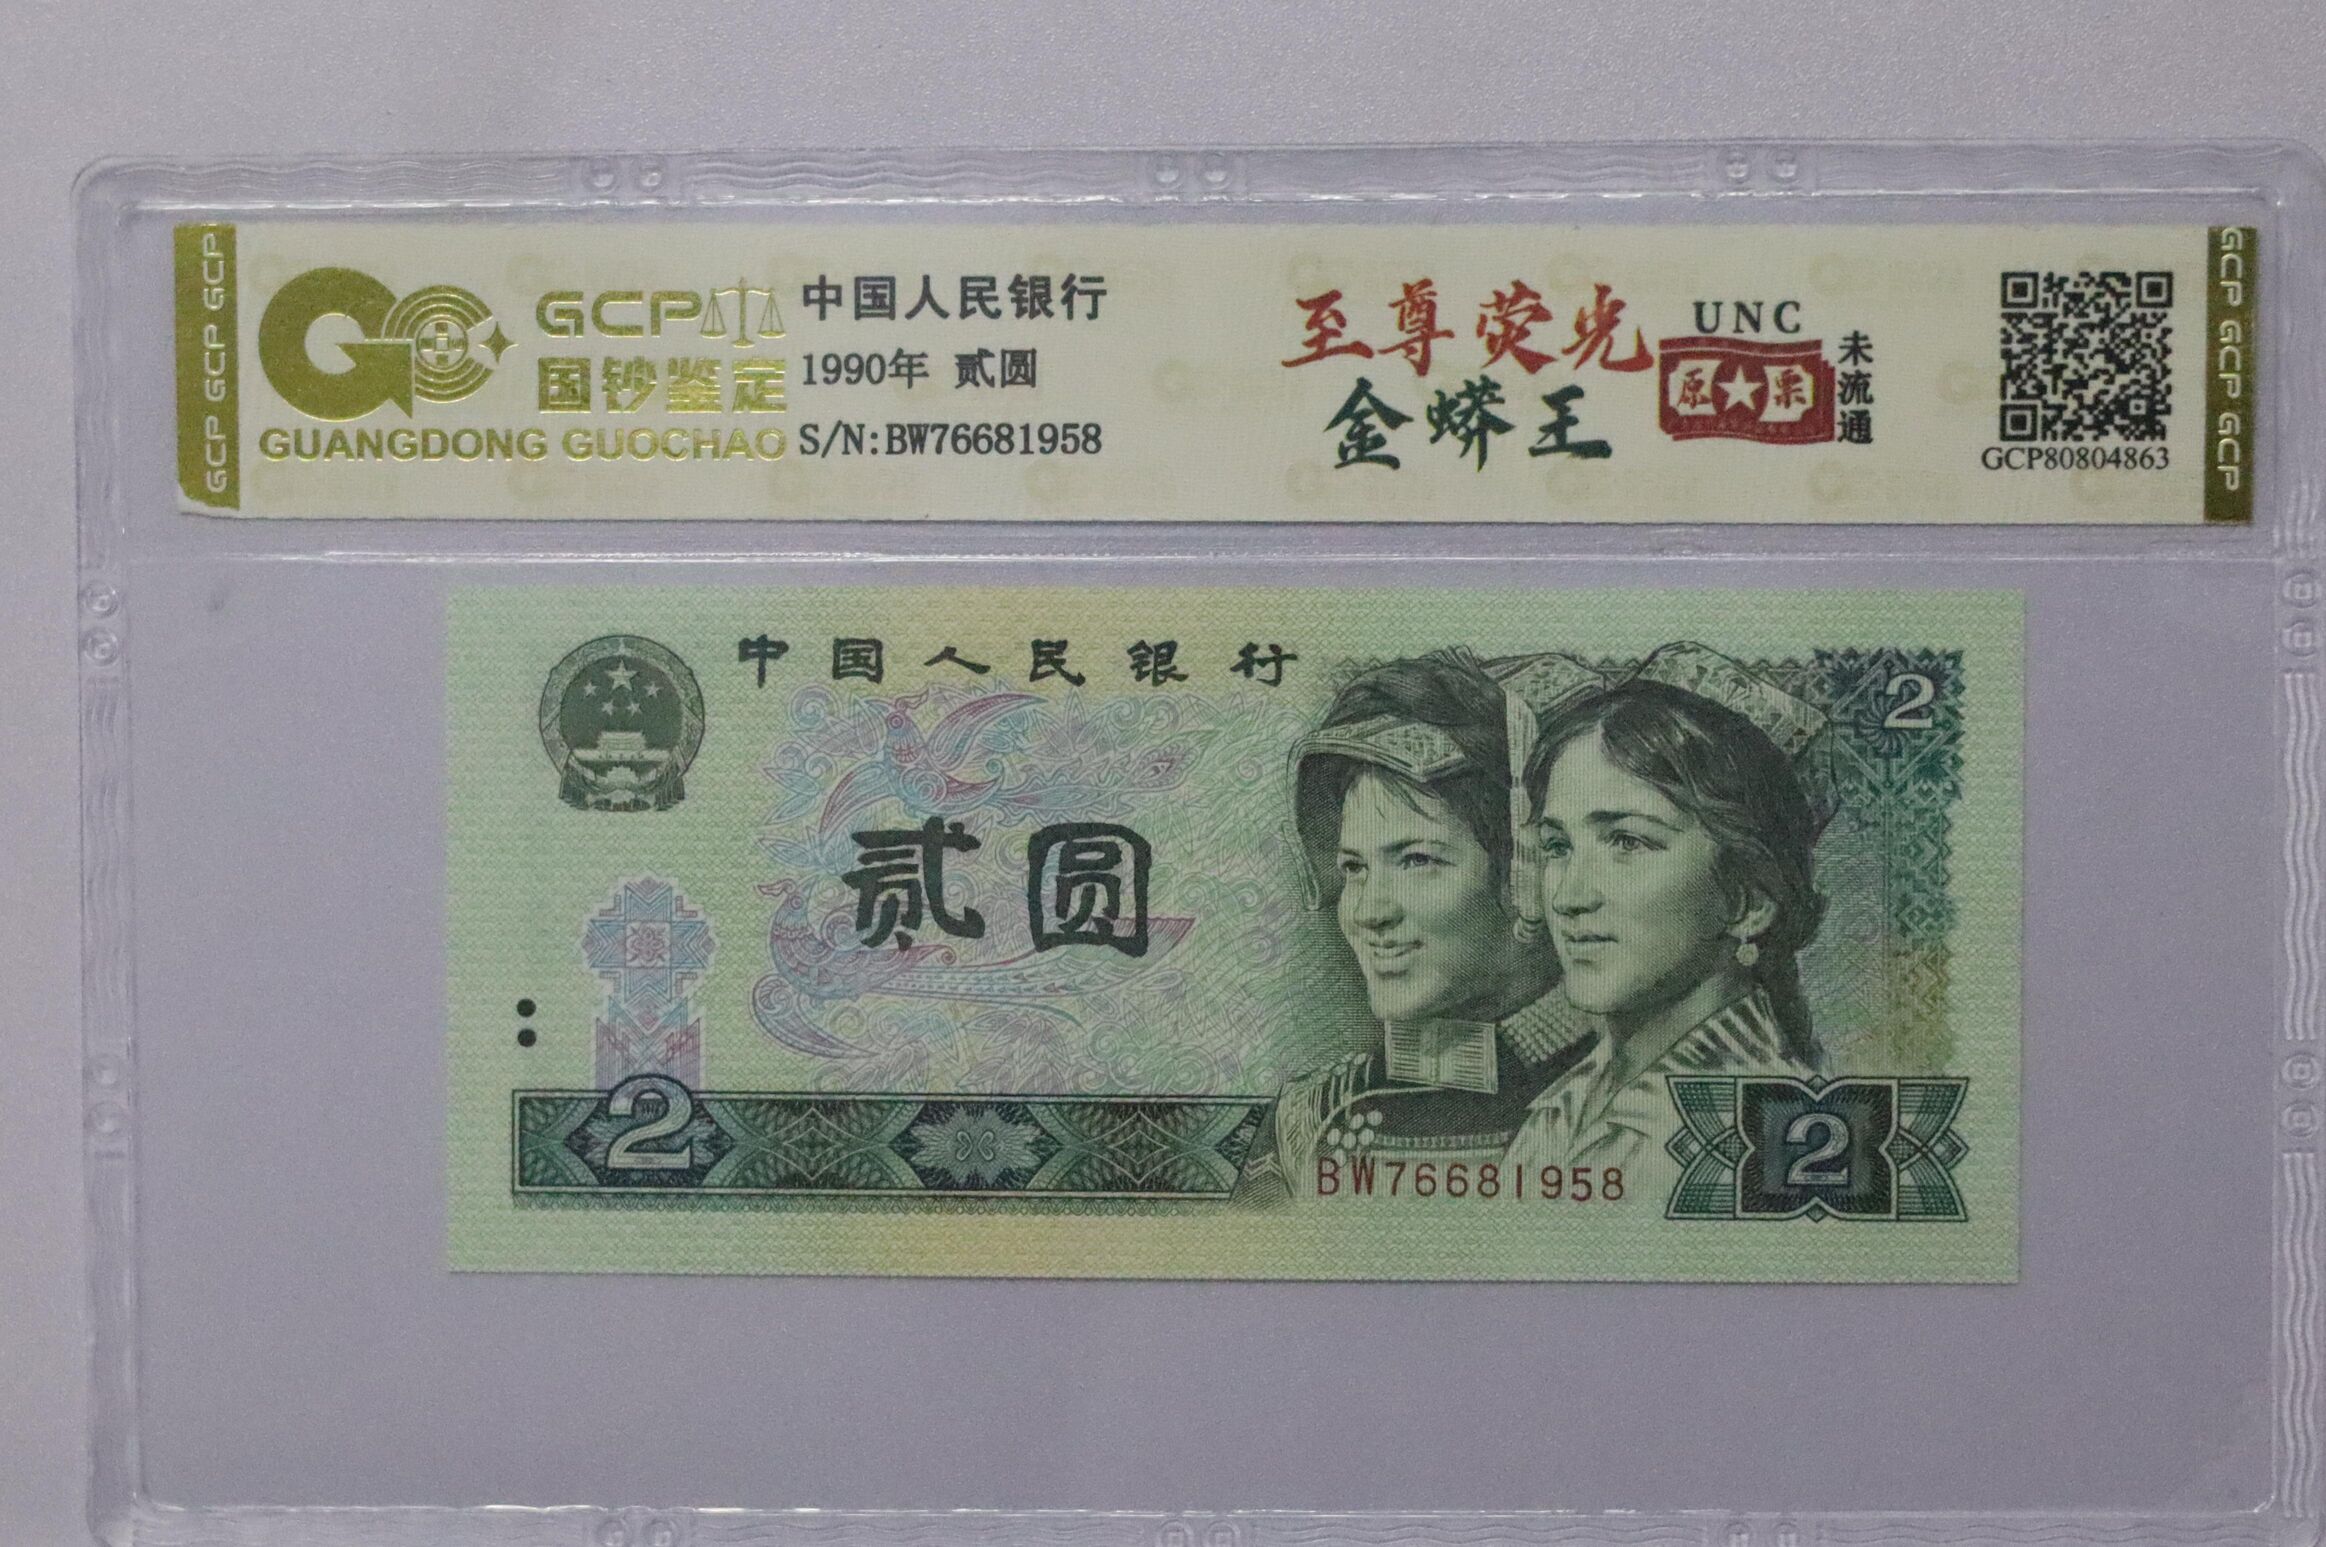 GCP GCP GCP
GCP
国钞鉴定
GUANGDONG GUOCHAO
中国人民银行
1990年 贰圆
S/N:BW76681958
至尊荧光
金蟒王
UNC
原★票
未流通
GCP80804863
GCP GCP GCP
中国人民银行
2
贰圆
2
BW76681958
2